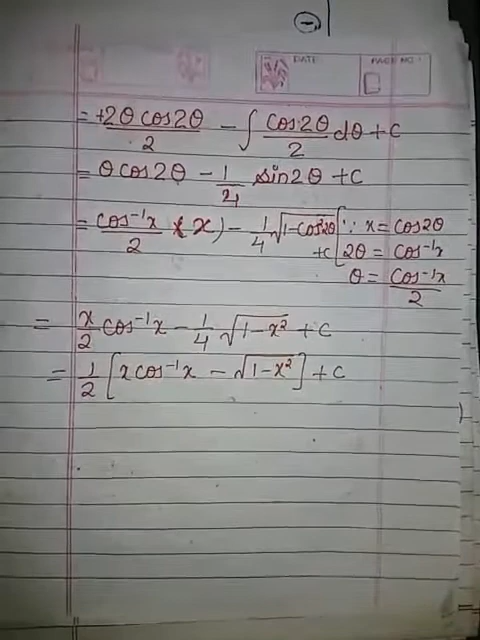 DATE
PAGE NO.
= +2θ cos2θ/2 - ∫ cos2θ/2 dθ + c
= θ cos2θ - 1/4 sin2θ + c
= cos⁻¹x/2 (x) - 1/4 √1-cos²2θ + c [∵ x = cos2θ
2θ = cos⁻¹x
θ = cos⁻¹x/2
= x/2 cos⁻¹x - 1/4 √1-x² + c
= 1/2 [x cos⁻¹x - √1-x²] + c